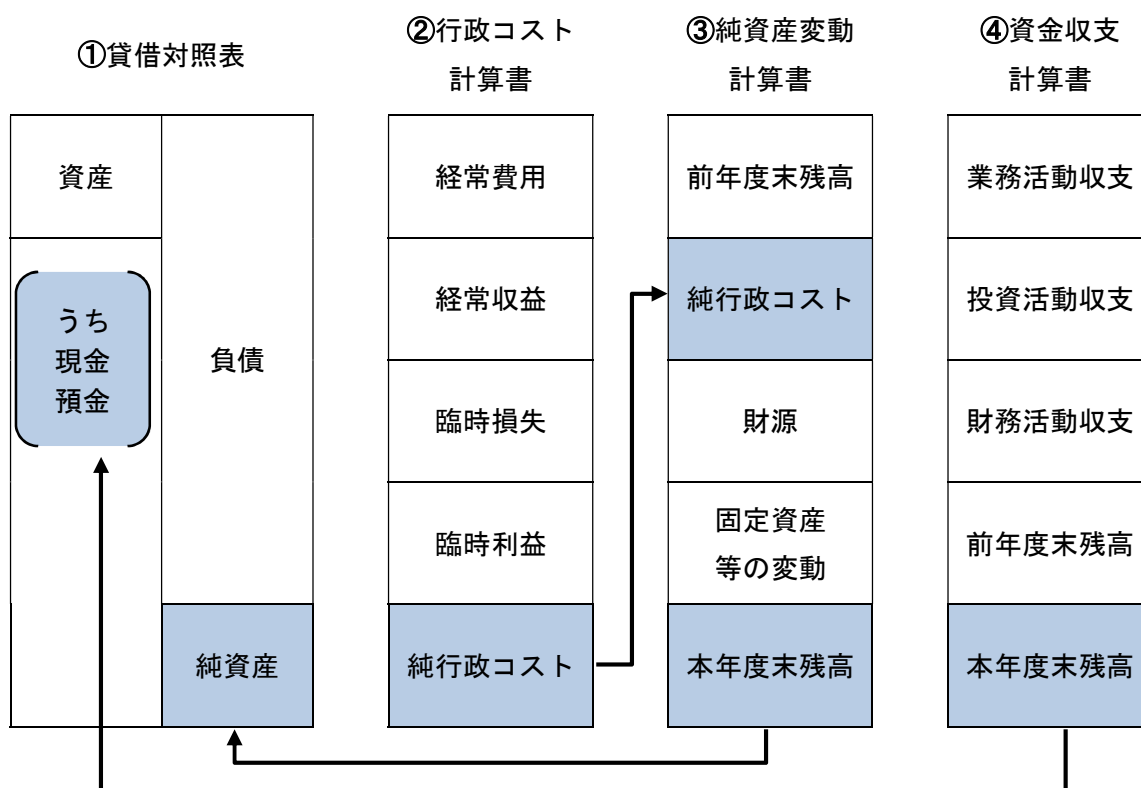 ①貸借対照表
資産
うち
現金
預金
負債
純資産
②行政コスト
計算書
経常費用
経常収益
臨時損失
臨時利益
純行政コスト
③純資産変動
計算書
前年度末残高
純行政コスト
財源
固定資産
等の変動
本年度末残高
④資金収支
計算書
業務活動収支
投資活動収支
財務活動収支
前年度末残高
本年度末残高